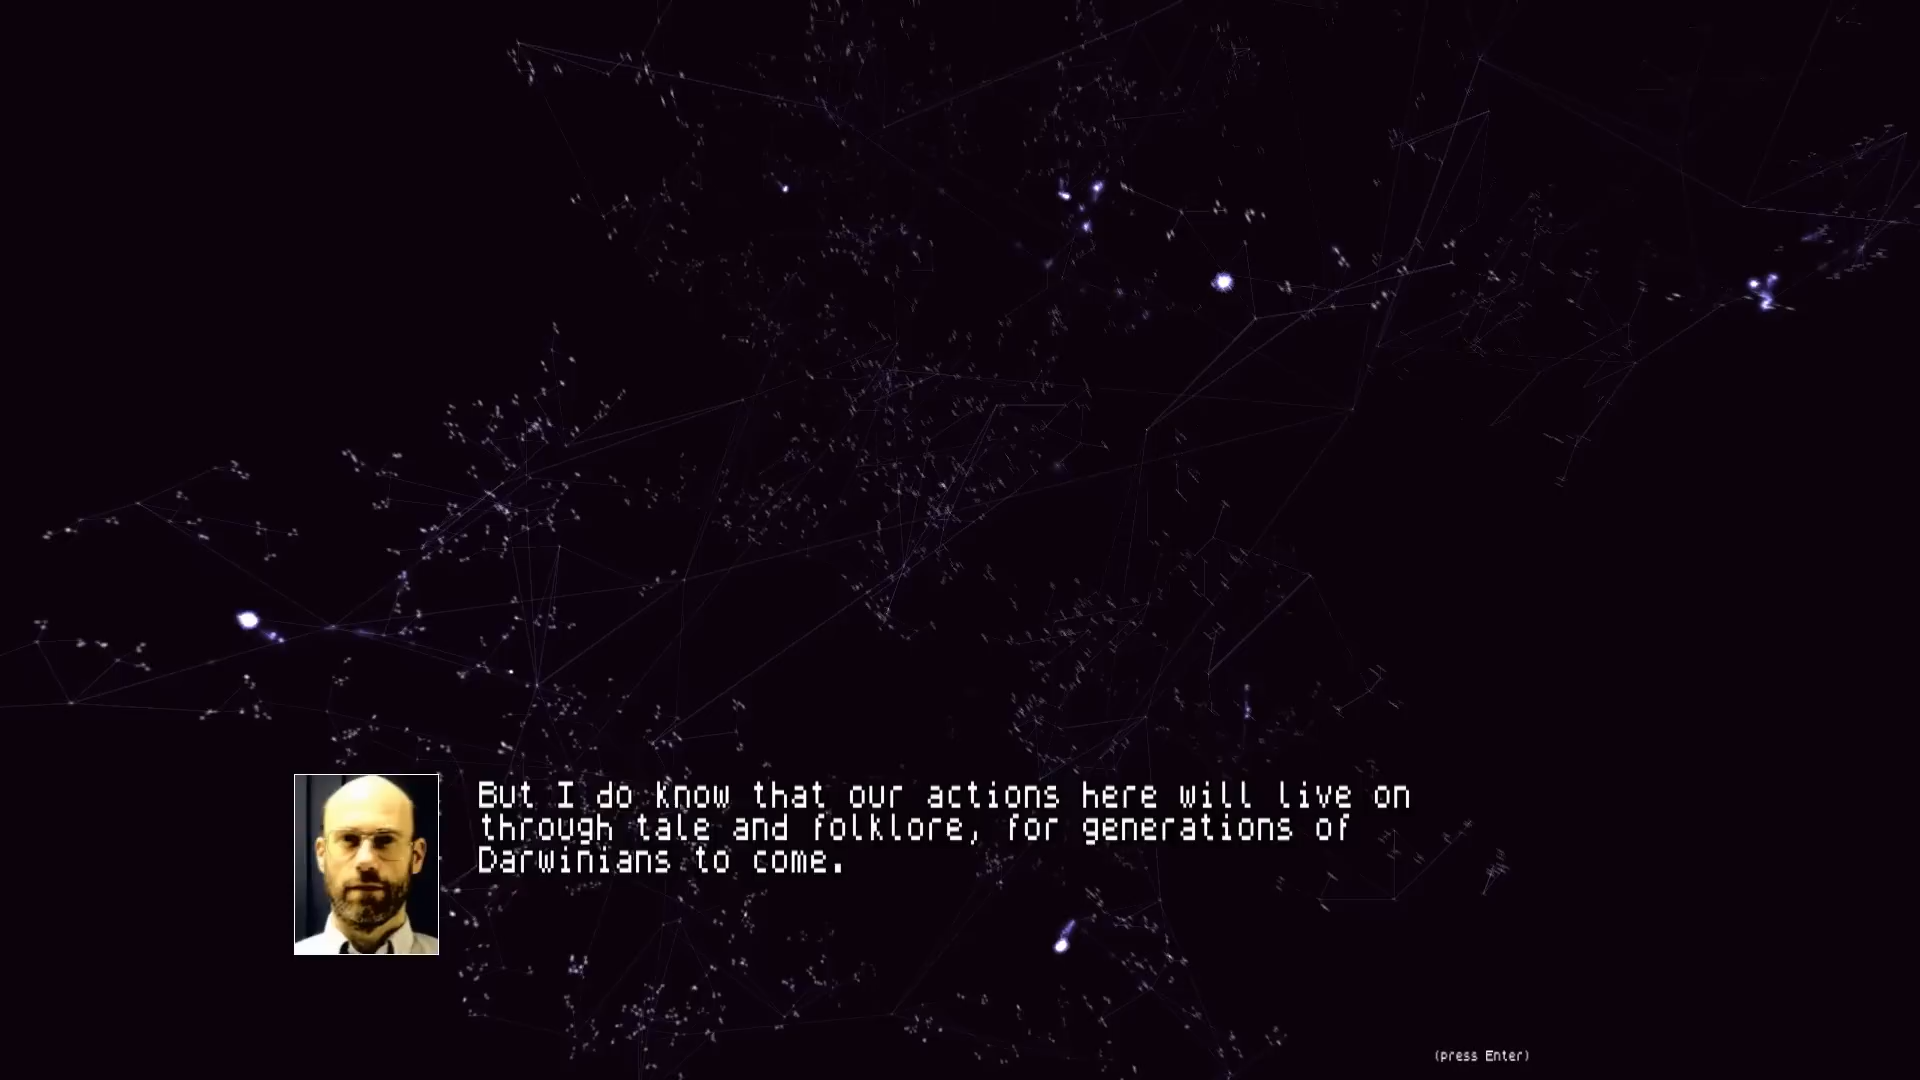 But I do know that our actions here will live on
through tale and folklore, for generations of
Darwinians to come.
(press Enter)